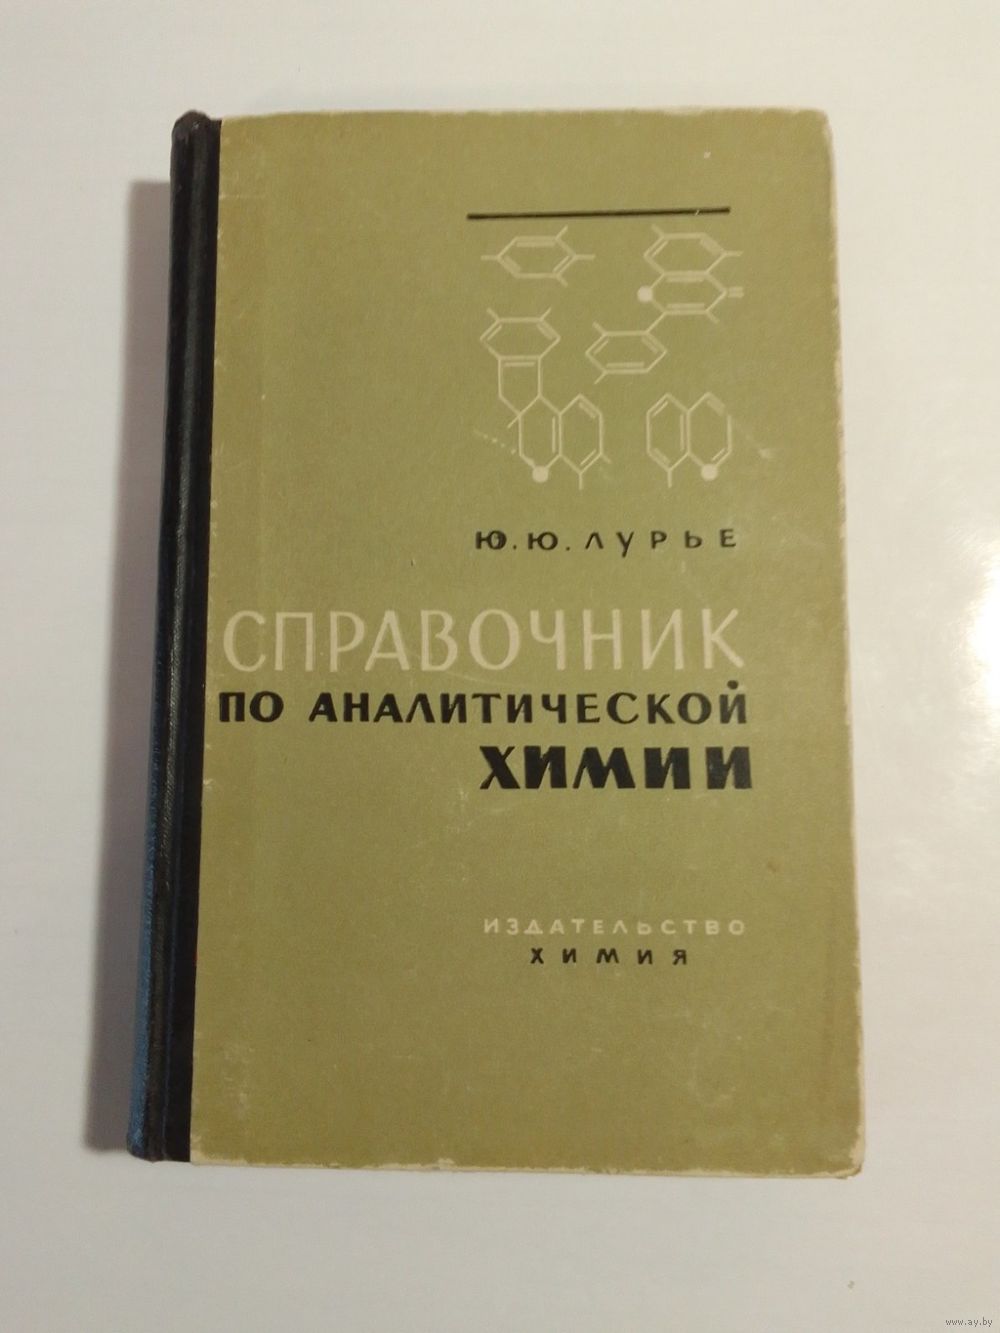 Ю.Ю. ЛУРЬЕ
СПРАВОЧНИК
ПО АНАЛИТИЧЕСКОЙ
ХИМИИ
ИЗДАТЕЛЬСТВО
ХИМИЯ
www.ay.by